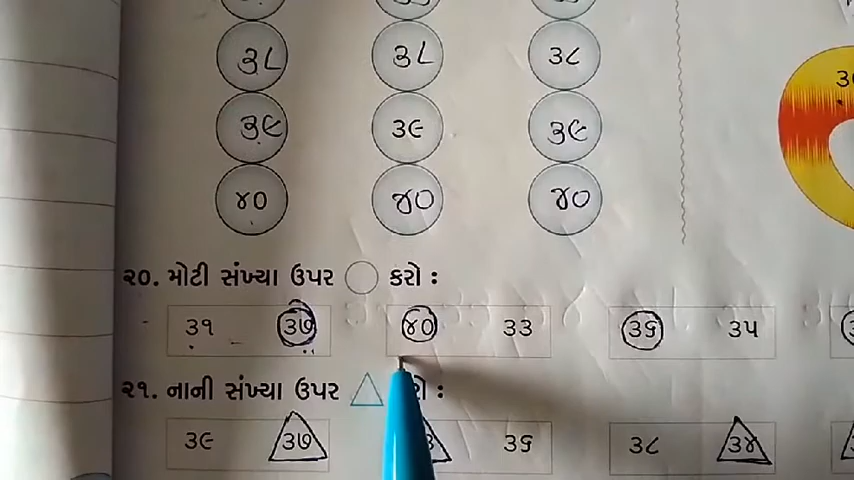 ૩૮ ૩૮ ૩૮
૩૯ ૩૯ ૩૯
૪૦ ૪૦ ૪૦
૨૦. મોટી સંખ્યા ઉપર કરો :
૩૧ ૩૭ ૪૦ ૩૩ ૩૬ ૩૫
૨૧. નાની સંખ્યા ઉપર
૩૯ ૩૭ ૩૬ ૩૮ ૩૪